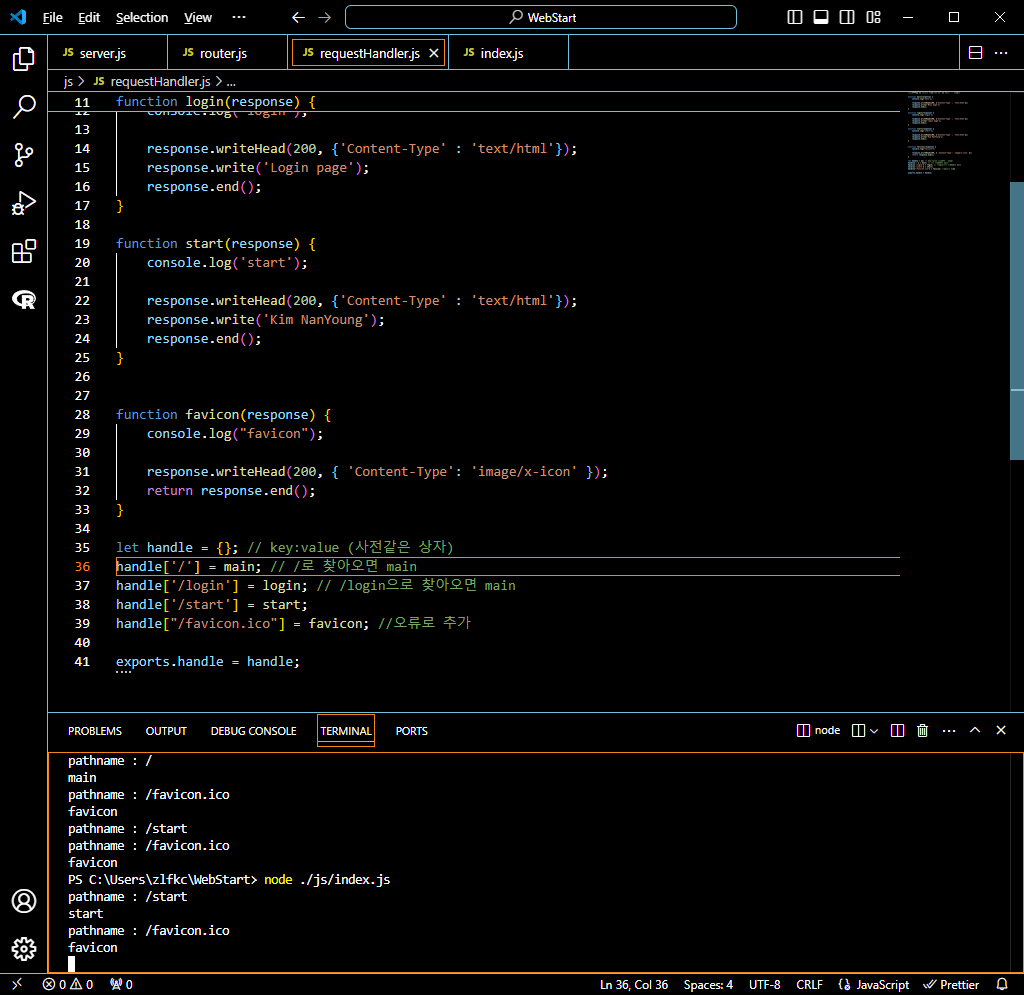 File Edit Selection View ··· WebStart
JS server.js JS router.js JS requestHandler.js JS index.js
js > JS requestHandler.js > ...
11 function login(response) {
12 console.log('login');
13
14 response.writeHead(200, {'Content-Type' : 'text/html'});
15 response.write('Login page');
16 response.end();
17 }
18
19 function start(response) {
20 console.log('start');
21
22 response.writeHead(200, {'Content-Type' : 'text/html'});
23 response.write('Kim NanYoung');
24 response.end();
25 }
26
27
28 function favicon(response) {
29 console.log("favicon");
30
31 response.writeHead(200, { 'Content-Type': 'image/x-icon' });
32 return response.end();
33 }
34
35 let handle = {}; // key:value (사전같은 상자)
36 handle['/'] = main; // /로 찾아오면 main
37 handle['/login'] = login; // /login으로 찾아오면 main
38 handle['/start'] = start;
39 handle["/favicon.ico"] = favicon; //오류로 추가
40
41 exports.handle = handle;
PROBLEMS OUTPUT DEBUG CONSOLE TERMINAL PORTS node
pathname : /
main
pathname : /favicon.ico
favicon
pathname : /start
pathname : /favicon.ico
favicon
PS C:\Users\zlfkc\WebStart> node ./js/index.js
pathname : /start
start
pathname : /favicon.ico
favicon
0 0 0 Ln 36, Col 36 Spaces: 4 UTF-8 CRLF JavaScript Prettier